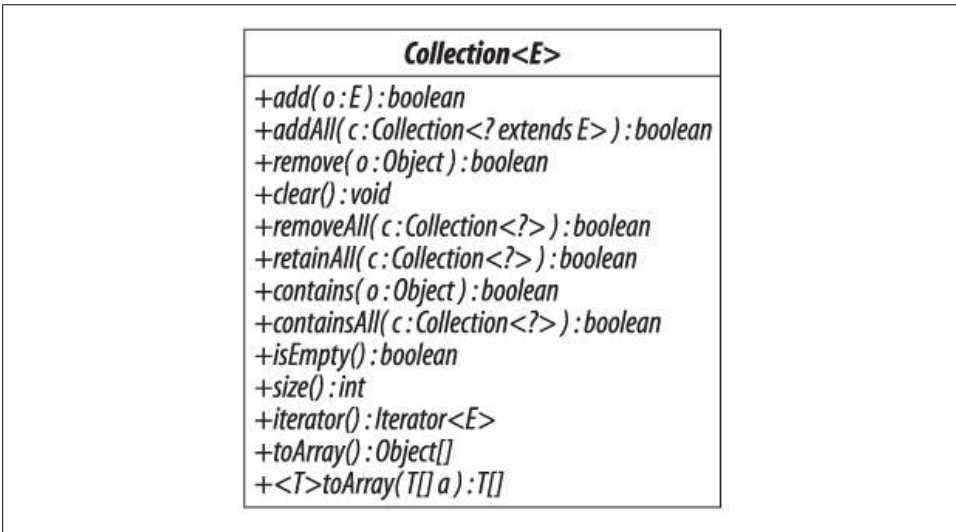 Collection<E>
+add( o : E ) : boolean
+addAll( c : Collection<? extends E> ) : boolean
+remove( o : Object ) : boolean
+clear() : void
+removeAll( c : Collection<?> ) : boolean
+retainAll( c : Collection<?> ) : boolean
+contains( o : Object ) : boolean
+containsAll( c : Collection<?> ) : boolean
+isEmpty() : boolean
+size() : int
+iterator() : Iterator<E>
+toArray() : Object[]
+<T>toArray( T[] a ) : T[]